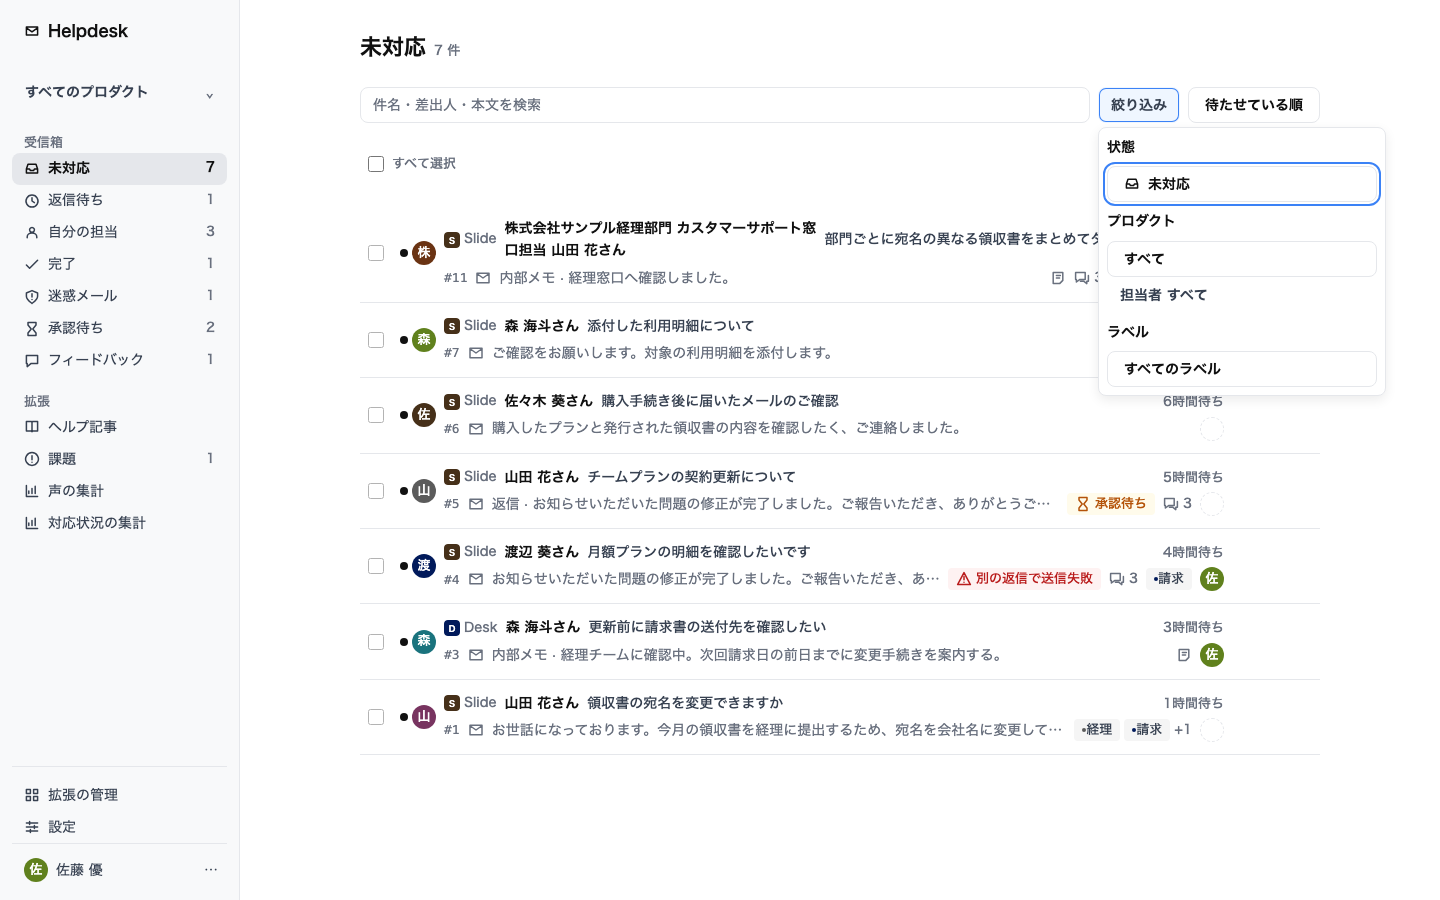 Helpdesk
すべてのプロダクト
受信箱
未対応 7
返信待ち 1
自分の担当 3
完了 1
迷惑メール 1
承認待ち 2
フィードバック 1
拡張
ヘルプ記事
課題 1
声の集計
対応状況の集計
拡張の管理
設定
佐 佐藤 優 …
未対応 7 件
件名・差出人・本文を検索 絞り込み 待たせている順
すべて選択
状態
未対応
プロダクト
すべて
担当者 すべて
ラベル
すべてのラベル
株 S Slide 株式会社サンプル経理部門 カスタマーサポート窓
口担当 山田 花さん 部門ごとに宛名の異なる領収書をまとめて
#11 内部メモ · 経理窓口へ確認しました。 3
森 S Slide 森 海斗さん 添付した利用明細について
#7 ご確認をお願いします。対象の利用明細を添付します。
佐 S Slide 佐々木 葵さん 購入手続き後に届いたメールのご確認 6時間待ち
#6 購入したプランと発行された領収書の内容を確認したく、ご連絡しました。
山 S Slide 山田 花さん チームプランの契約更新について 5時間待ち
#5 返信 · お知らせいただいた問題の修正が完了しました。ご報告いただき、ありがとうご… 承認待ち 3
渡 S Slide 渡辺 葵さん 月額プランの明細を確認したいです 4時間待ち
#4 お知らせいただいた問題の修正が完了しました。ご報告いただき、あ… 別の返信で送信失敗 3 •請求 佐
森 D Desk 森 海斗さん 更新前に請求書の送付先を確認したい 3時間待ち
#3 内部メモ · 経理チームに確認中。次回請求日の前日までに変更手続きを案内する。 佐
山 S Slide 山田 花さん 領収書の宛名を変更できますか 1時間待ち
#1 お世話になっております。今月の領収書を経理に提出するため、宛名を会社名に変更して… •経理 •請求 +1